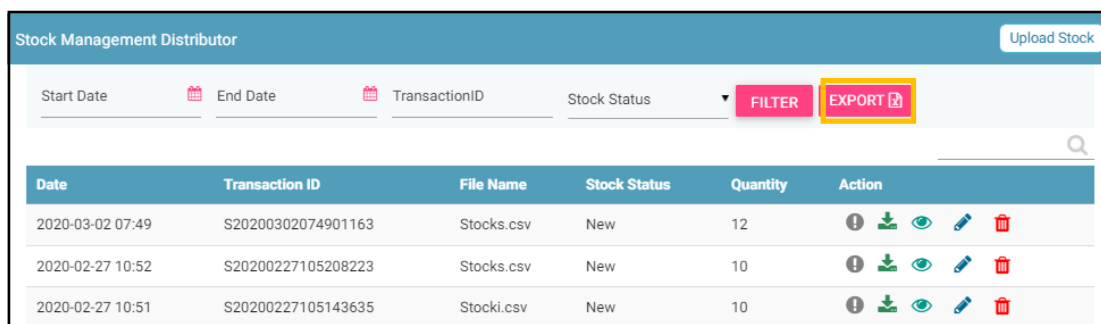 Stock Management Distributor Upload Stock
Start Date End Date TransactionID Stock Status FILTER EXPORT
Date Transaction ID File Name Stock Status Quantity Action
2020-03-02 07:49 S20200302074901163 Stocks.csv New 12
2020-02-27 10:52 S20200227105208223 Stocks.csv New 10
2020-02-27 10:51 S20200227105143635 Stocki.csv New 10